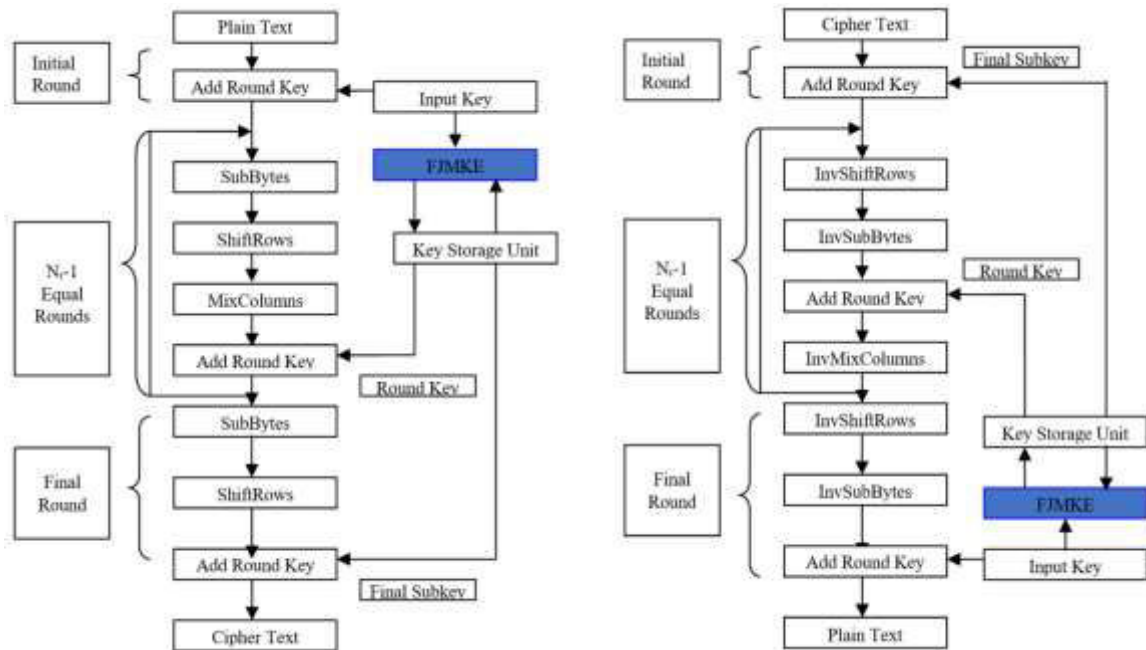 Plain Text
Initial
Round
Add Round Key
Input Key
FJMKE
SubBytes
ShiftRows
Key Storage Unit
Nᵣ-1
Equal
Rounds
MixColumns
Add Round Key
Round Key
SubBytes
Final
Round
ShiftRows
Add Round Key
Final Subkey
Cipher Text
Cipher Text
Initial
Round
Final Subkey
Add Round Key
InvShiftRows
InvSubBytes
Nᵣ-1
Equal
Rounds
Round Key
Add Round Key
InvMixColumns
InvShiftRows
Key Storage Unit
Final
Round
InvSubBytes
FJMKE
Add Round Key
Input Key
Plain Text